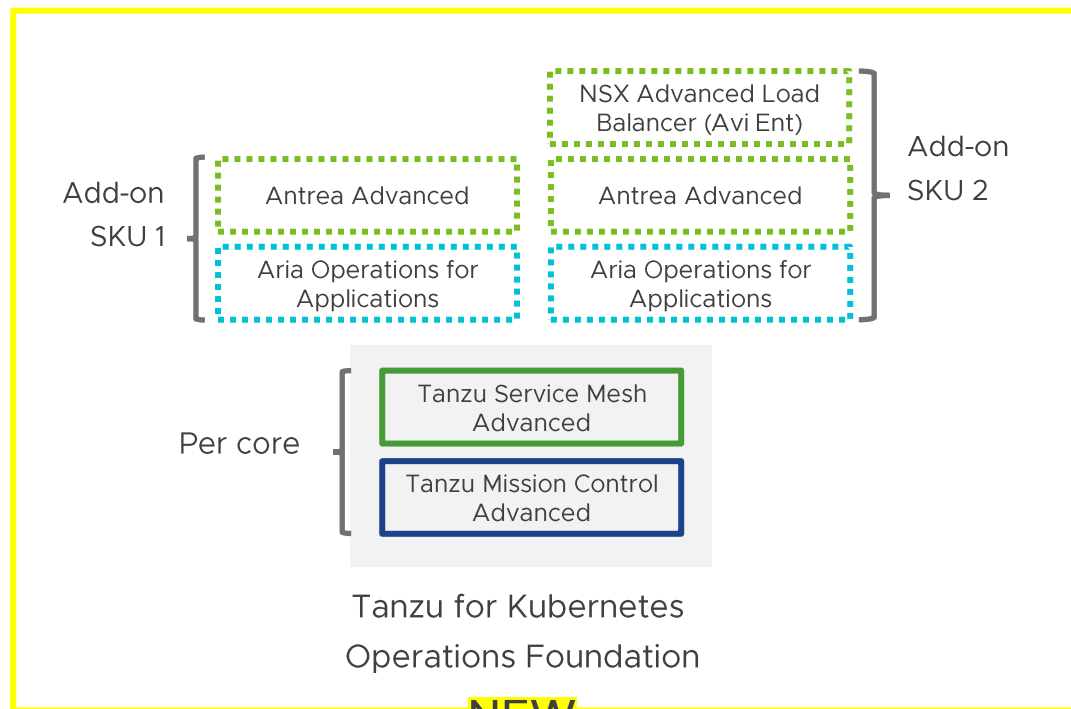 NSX Advanced Load
Balancer (Avi Ent)
Add-on
SKU 2
Add-on
SKU 1
Antrea Advanced
Antrea Advanced
Aria Operations for
Applications
Aria Operations for
Applications
Per core
Tanzu Service Mesh
Advanced
Tanzu Mission Control
Advanced
Tanzu for Kubernetes
Operations Foundation
NEW